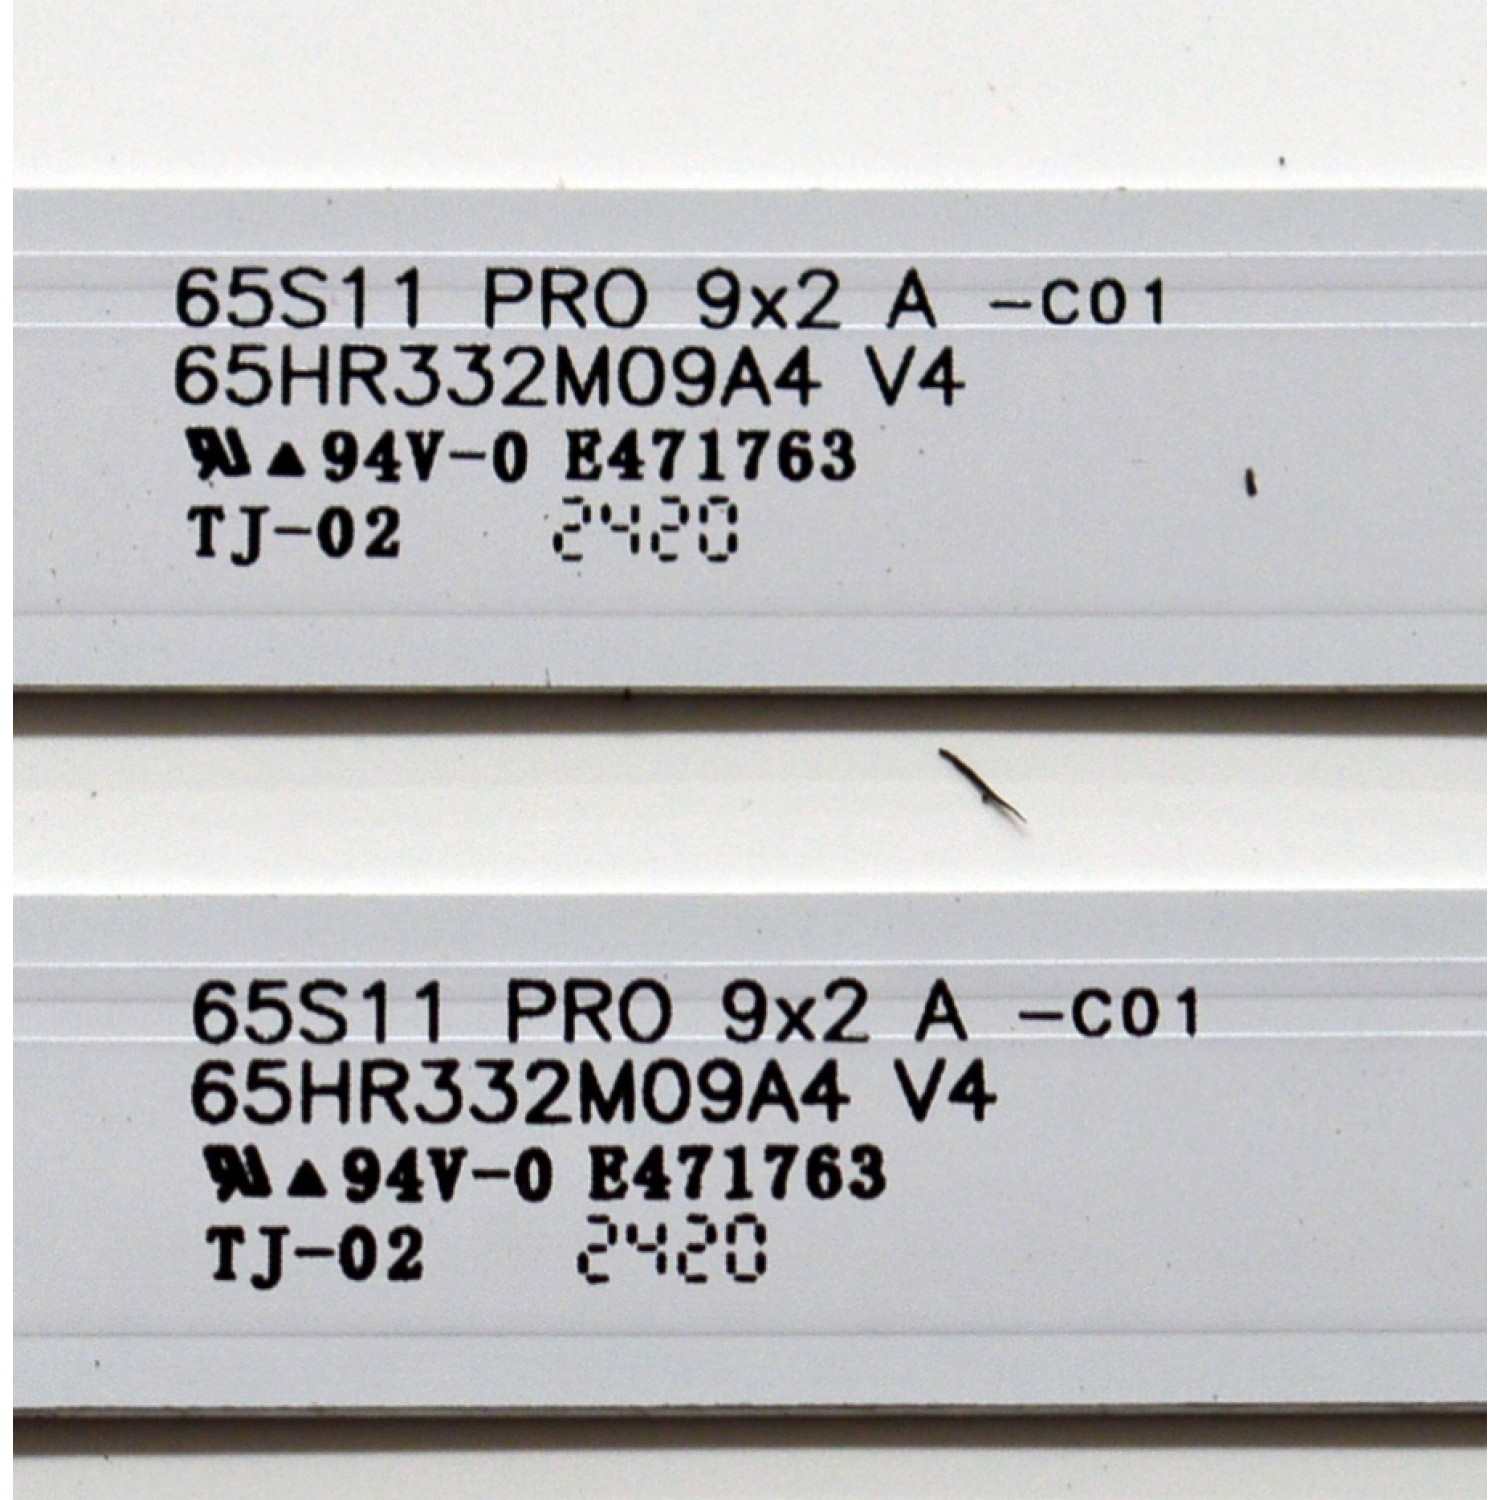 65S11 PRO 9x2 A -C01
65HR332M09A4 V4
▲94V-0 E471763
TJ-02 2420
65S11 PRO 9x2 A -C01
65HR332M09A4 V4
▲94V-0 E471763
TJ-02 2420